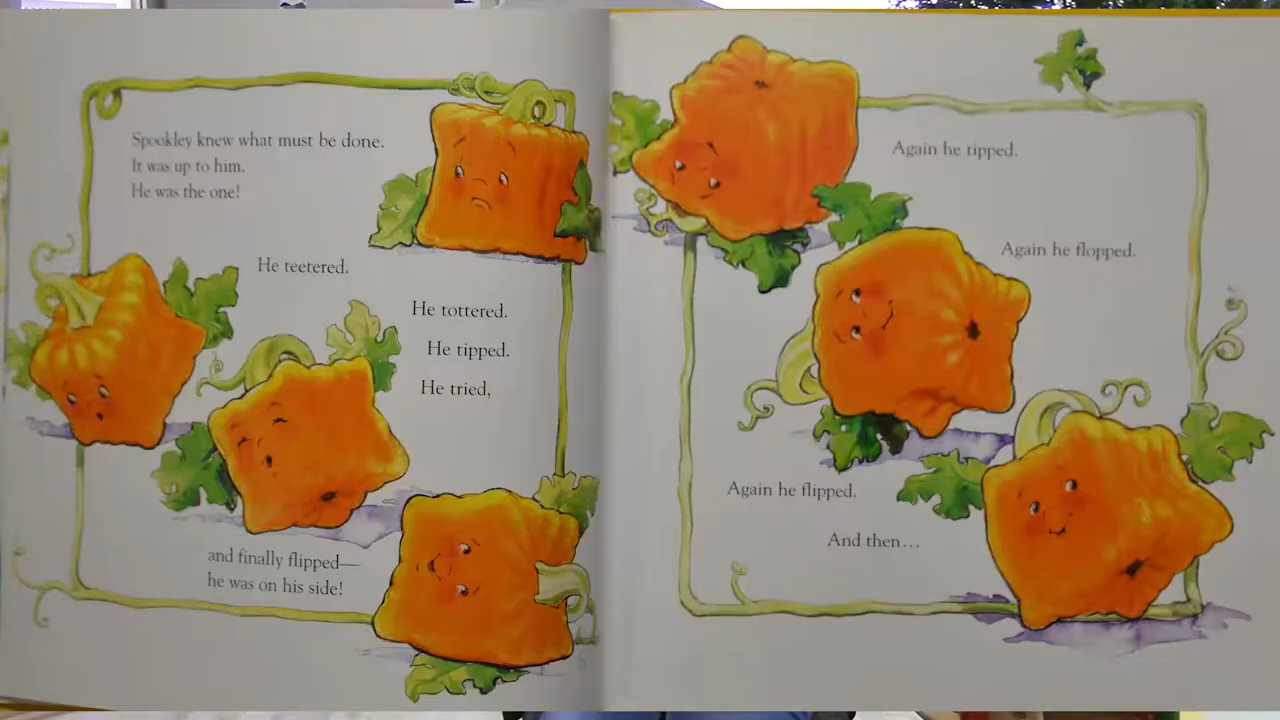 Spookley knew what must be done.
It was up to him.
He was the one!
He teetered.
He tottered.
He tipped.
He tried,
and finally flipped—
he was on his side!
Again he tipped.
Again he flopped.
Again he flipped.
And then...